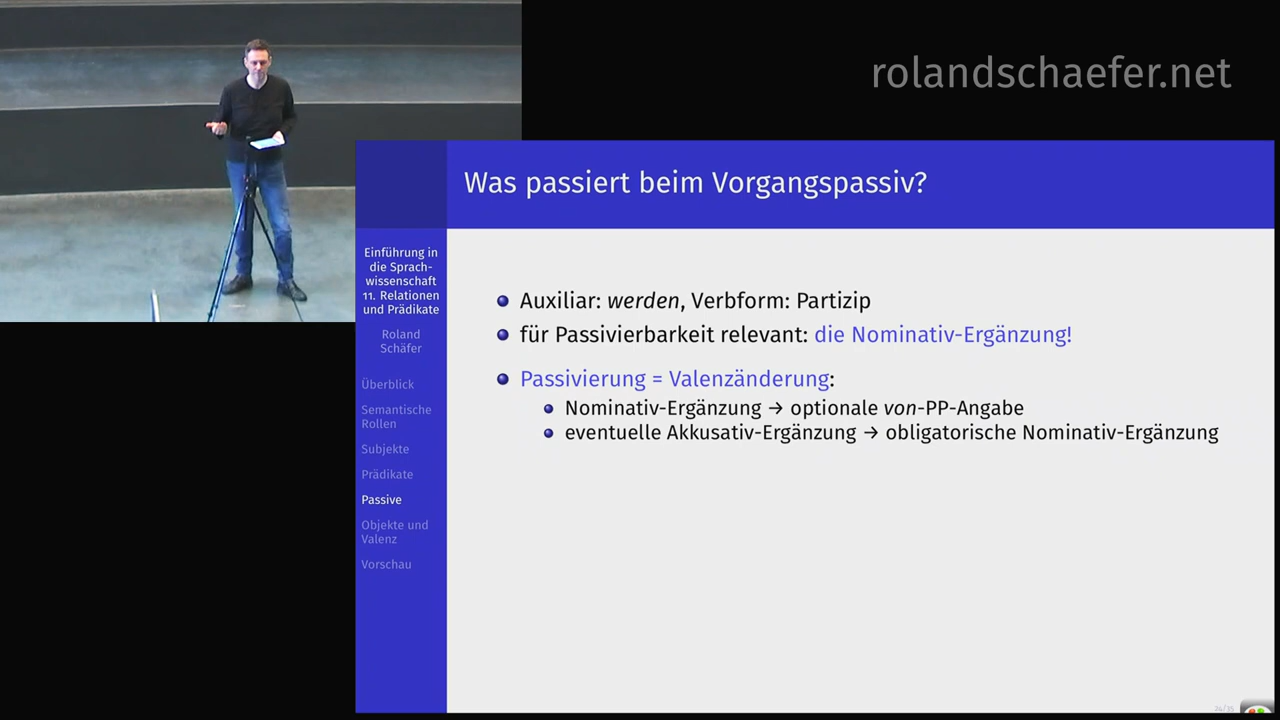 rolandschaefer.net
Was passiert beim Vorgangspassiv?
Einführung in
die Sprach-
wissenschaft
11. Relationen
und Prädikate
Roland
Schäfer
Überblick
Semantische
Rollen
Subjekte
Prädikate
Passive
Objekte und
Valenz
Vorschau
Auxiliar: werden, Verbform: Partizip
für Passivierbarkeit relevant: die Nominativ-Ergänzung!
Passivierung = Valenzänderung:
Nominativ-Ergänzung → optionale von-PP-Angabe
eventuelle Akkusativ-Ergänzung → obligatorische Nominativ-Ergänzung